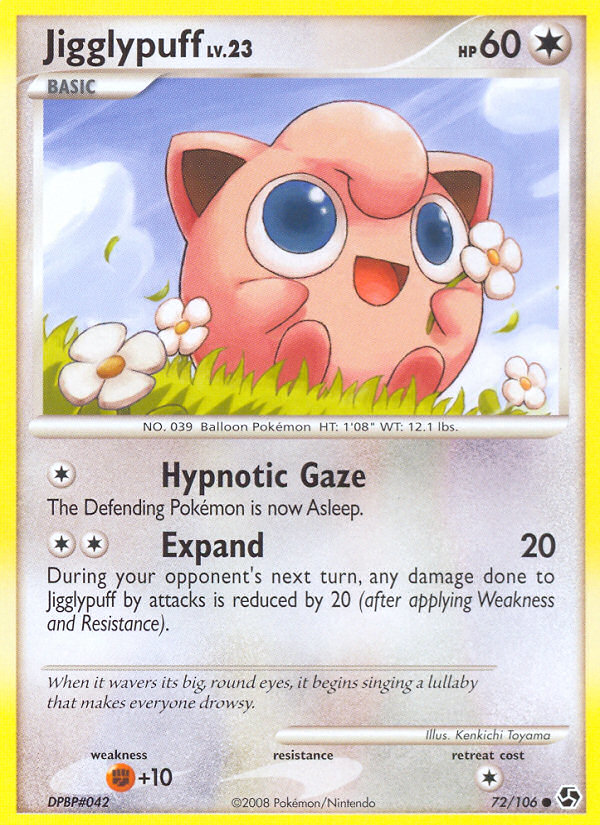 Jigglypuff LV.23 HP 60
BASIC
NO. 039 Balloon Pokémon HT: 1'08" WT: 12.1 lbs.
Hypnotic Gaze
The Defending Pokémon is now Asleep.
Expand 20
During your opponent's next turn, any damage done to
Jigglypuff by attacks is reduced by 20 (after applying Weakness
and Resistance).
When it wavers its big, round eyes, it begins singing a lullaby
that makes everyone drowsy.
Illus. Kenkichi Toyama
weakness resistance retreat cost
+10
DPBP#042 ©2008 Pokémon/Nintendo 72/106